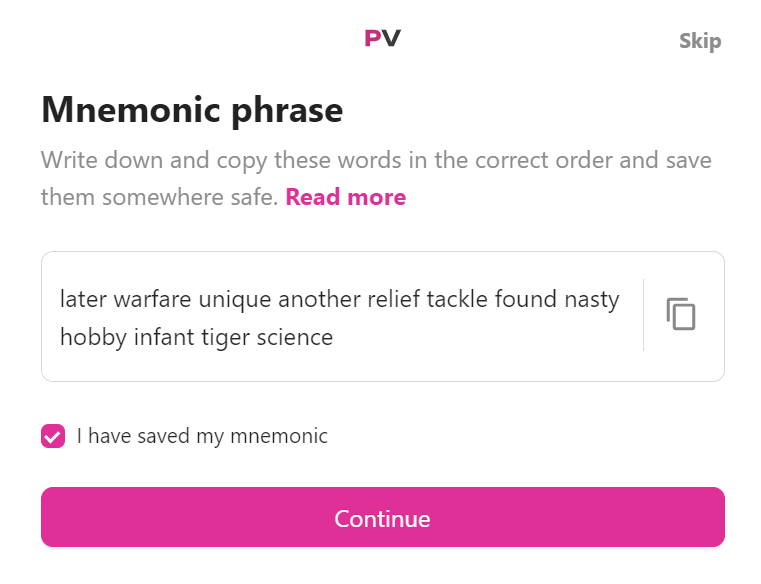 PV
Skip
Mnemonic phrase
Write down and copy these words in the correct order and save
them somewhere safe. Read more
later warfare unique another relief tackle found nasty
hobby infant tiger science
I have saved my mnemonic
Continue